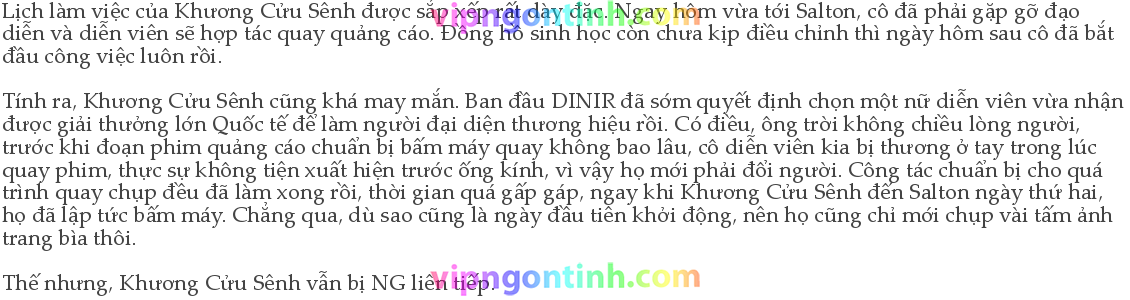 Lịch làm việc của Khương Cửu Sênh được sắp xếp rất dày đặc. Ngay hôm vừa tới Salton, cô đã phải gặp gỡ đạo
diễn và diễn viên sẽ hợp tác quay quảng cáo. Đồng hồ sinh học còn chưa kịp điều chỉnh thì ngày hôm sau cô đã bắt
đầu công việc luôn rồi.
Tính ra, Khương Cửu Sênh cũng khá may mắn. Ban đầu DINIR đã sớm quyết định chọn một nữ diễn viên vừa nhận
được giải thưởng lớn Quốc tế để làm người đại diện thương hiệu rồi. Có điều, ông trời không chiều lòng người,
trước khi đoạn phim quảng cáo chuẩn bị bấm máy quay không bao lâu, cô diễn viên kia bị thương ở tay trong lúc
quay phim, thực sự không tiện xuất hiện trước ống kính, vì vậy họ mới phải đổi người. Công tác chuẩn bị cho quá
trình quay chụp đều đã làm xong rồi, thời gian quá gấp gáp, ngay khi Khương Cửu Sênh đến Salton ngày thứ hai,
họ đã lập tức bấm máy. Chẳng qua, dù sao cũng là ngày đầu tiên khởi động, nên họ cũng chỉ mới chụp vài tấm ảnh
trang bìa thôi.
Thế nhưng, Khương Cửu Sênh vẫn bị NG liên tiếp.
vipngontinh.com
vipngontinh.com
vipngontinh.com